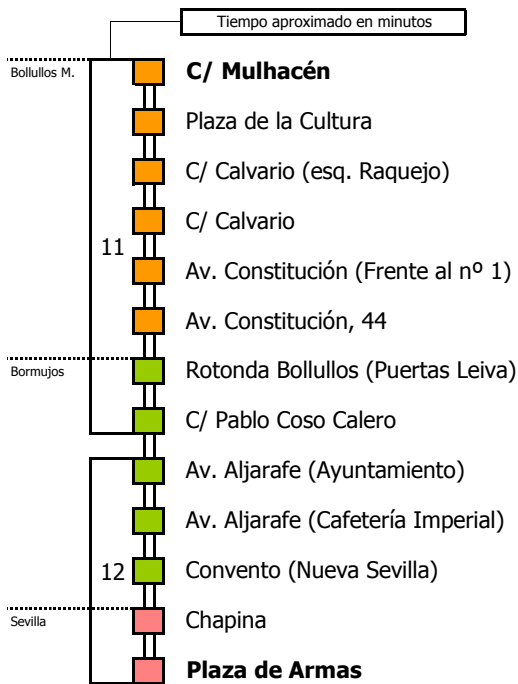 Tiempo aproximado en minutos
Bollullos M.
C/ Mulhacén
Plaza de la Cultura
C/ Calvario (esq. Raquejo)
C/ Calvario
11
Av. Constitución (Frente al nº 1)
Av. Constitución, 44
Bormujos
Rotonda Bollullos (Puertas Leiva)
C/ Pablo Coso Calero
Av. Aljarafe (Ayuntamiento)
Av. Aljarafe (Cafetería Imperial)
12
Convento (Nueva Sevilla)
Sevilla
Chapina
Plaza de Armas